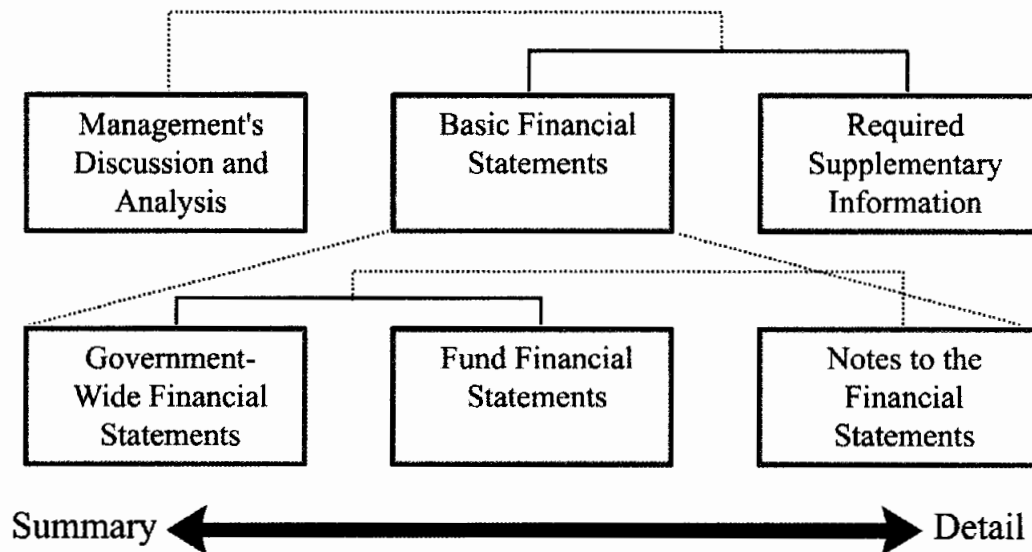 Management's
Discussion and
Analysis
Basic Financial
Statements
Required
Supplementary
Information
Government-
Wide Financial
Statements
Fund Financial
Statements
Notes to the
Financial
Statements
Summary
Detail